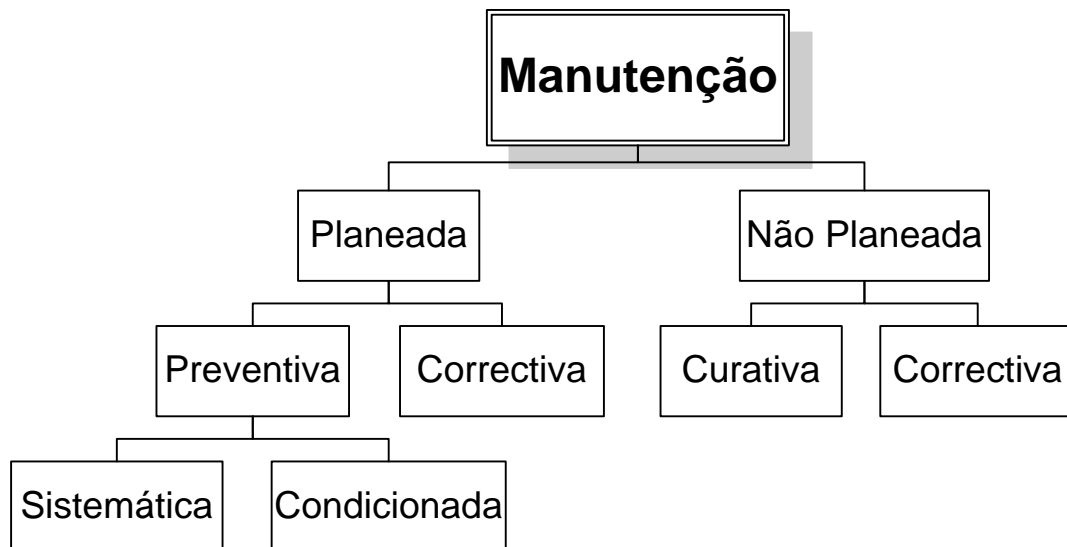 Manutenção
Planeada
Não Planeada
Preventiva
Correctiva
Curativa
Correctiva
Sistemática
Condicionada